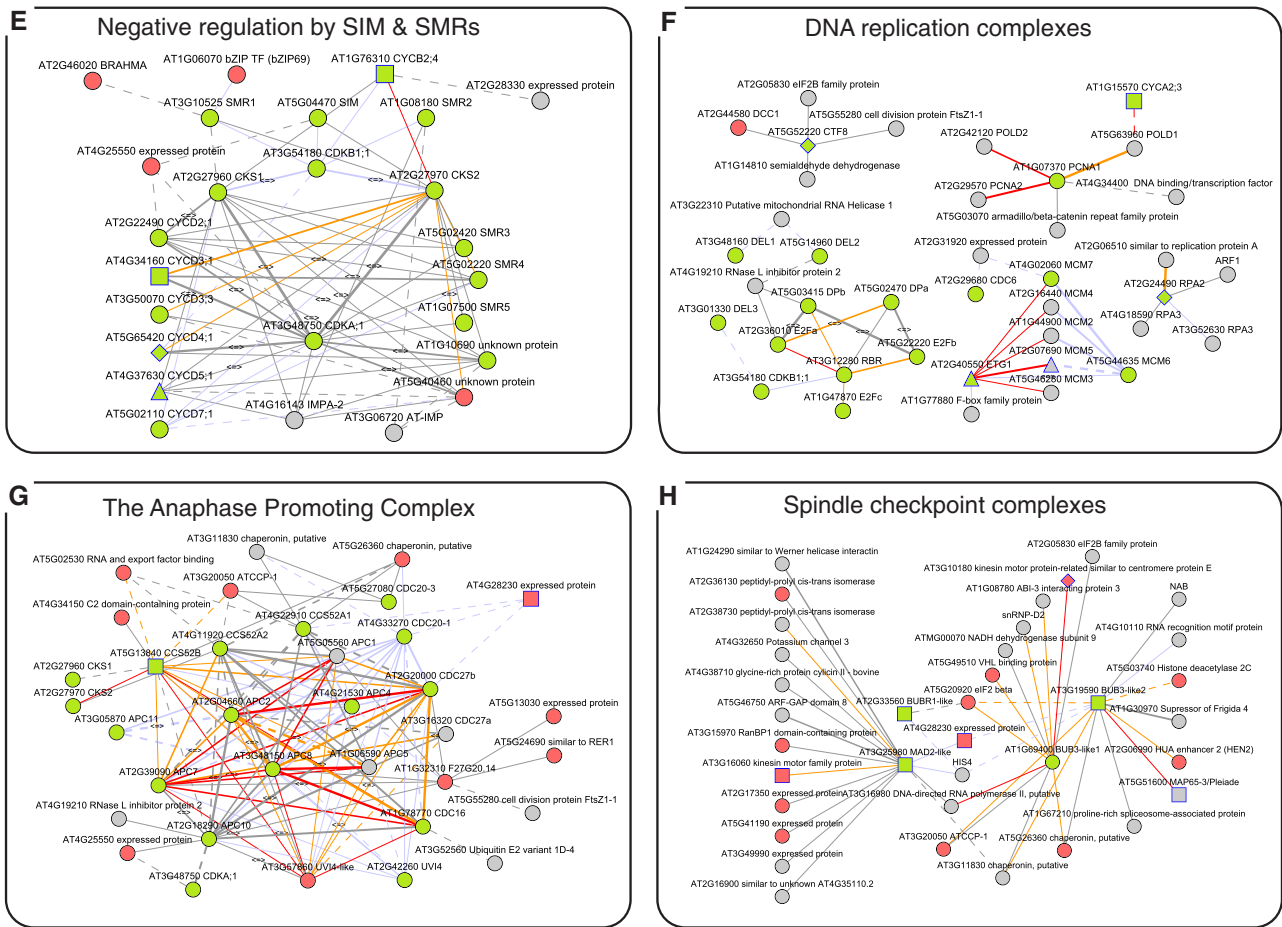 E
Negative regulation by SIM & SMRs
AT1G06070 bZIP TF (bZIP69)
AT2G46020 BRAHMA
AT1G76310 CYCB2;4
AT2G28330 expressed protein
AT3G10525 SMR1
AT5G04470 SIM
AT1G08180 SMR2
AT4G25550 expressed protein
AT3G54180 CDKB1;1
AT2G27960 CKS1
AT2G27970 CKS2
AT2G22490 CYCD2;1
AT5G02420 SMR3
AT4G34160 CYCD3;1
AT5G02220 SMR4
AT3G50070 CYCD3;3
AT1G07500 SMR5
AT5G65420 CYCD4;1
AT3G48750 CDKA;1
AT1G10690 unknown protein
AT4G37630 CYCD5;1
AT5G40460 unknown protein
AT5G02110 CYCD7;1
AT4G16143 IMPA-2
AT3G06720 AT-IMP
F
DNA replication complexes
AT2G05830 eIF2B family protein
AT1G15570 CYCA2;3
AT2G44580 DCC1
AT5G55280 cell division protein FtsZ1-1
AT5G52220 CTF8
AT2G42120 POLD2
AT5G63960 POLD1
AT1G14810 semialdehyde dehydrogenase
AT1G07370 PCNA1
AT2G29570 PCNA2
AT4G34400 DNA binding/transcription factor
AT3G22310 Putative mitochondrial RNA Helicase 1
AT5G03070 armadillo/beta-catenin repeat family protein
AT3G48160 DEL1
AT5G14960 DEL2
AT2G31920 expressed protein
AT2G06510 similar to replication protein A
AT4G19210 RNase L inhibitor protein 2
AT4G02060 MCM7
ARF1
AT2G29680 CDC6
AT2G24490 RPA2
AT3G01330 DEL3
AT5G03415 DPb
AT5G02470 DPa
AT2G16440 MCM4
AT4G18590 RPA3
AT2G36010 E2Fa
AT1G44900 MCM2
AT3G52630 RPA3
AT5G22220 E2Fb
AT2G07690 MCM5
AT3G12280 RBR
AT2G40550 ETG1
AT5G44635 MCM6
AT3G54180 CDKB1;1
AT5G46280 MCM3
AT1G47870 E2Fc
AT1G77880 F-box family protein
G
The Anaphase Promoting Complex
AT3G11830 chaperonin, putative
AT5G02530 RNA and export factor binding
AT5G26360 chaperonin, putative
AT3G20050 ATCCP-1
AT4G28230 expressed protein
AT5G27080 CDC20-3
AT4G34150 C2 domain-containing protein
AT4G22910 CCS52A1
AT4G33270 CDC20-1
AT4G11920 CCS52A2
AT5G05560 APC1
AT5G13840 CCS52B
AT2G27960 CKS1
AT2G20000 CDC27b
AT2G27970 CKS2
AT2G04660 APC2
AT4G21530 APC4
AT5G13030 expressed protein
AT3G05870 APC11
AT3G16320 CDC27a
AT3G48150 APC8
AT1G06590 APC5
AT5G24690 similar to RER1
AT2G39090 APC7
AT1G32310 F27G20.14
AT4G19210 RNase L inhibitor protein 2
AT5G55280 cell division protein FtsZ1-1
AT2G18290 APC10
AT1G78770 CDC16
AT4G25550 expressed protein
AT3G52560 Ubiquitin E2 variant 1D-4
AT3G48750 CDKA;1
AT3G57860 UVI4-like
AT2G42260 UVI4
H
Spindle checkpoint complexes
AT1G24290 similar to Werner helicase interactin
AT2G05830 eIF2B family protein
AT3G10180 kinesin motor protein-related similar to centromere protein E
AT2G36130 peptidyl-prolyl cis-trans isomerase
AT1G08780 ABI-3 interacting protein 3
NAB
AT2G38730 peptidyl-prolyl cis-trans isomerase
snRNP-D2
AT4G10110 RNA recognition motif protein
AT4G32650 Potassium channel 3
ATMG00070 NADH dehydrogenase subunit 9
AT4G38710 glycine-rich protein cylicin II - bovine
AT5G49510 VHL binding protein
AT5G03740 Histone deacetylase 2C
AT5G20920 eIF2 beta
AT3G19590 BUB3-like2
AT5G46750 ARF-GAP domain 8
AT2G33560 BUBR1-like
AT1G30970 Supressor of Frigida 4
AT4G28230 expressed protein
AT3G15970 RanBP1 domain-containing protein
AT3G25980 MAD2-like
AT1G69400 BUB3-like1
AT2G06990 HUA enhancer 2 (HEN2)
AT3G16060 kinesin motor family protein
HIS4
AT5G51600 MAP65-3/Pleiade
AT2G17350 expressed protein
AT3G16980 DNA-directed RNA polymerase II, putative
AT1G67210 proline-rich spliceosome-associated protein
AT5G41190 expressed protein
AT3G20050 ATCCP-1
AT5G26360 chaperonin, putative
AT3G49990 expressed protein
AT3G11830 chaperonin, putative
AT2G16900 similar to unknown AT4G35110.2